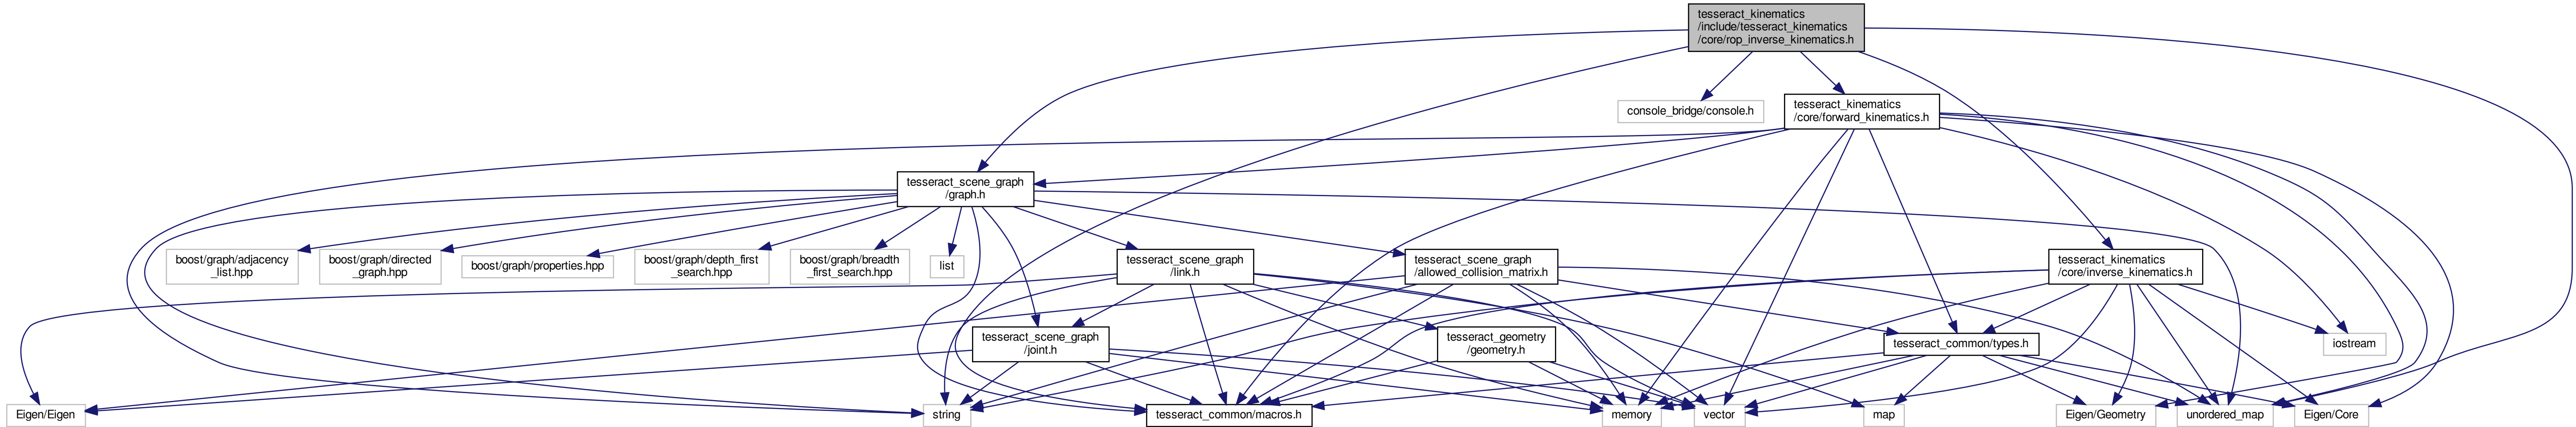 tesseract_kinematics
/include/tesseract_kinematics
/core/rop_inverse_kinematics.h
console_bridge/console.h
tesseract_kinematics
/core/forward_kinematics.h
tesseract_scene_graph
/graph.h
boost/graph/adjacency
_list.hpp
boost/graph/directed
_graph.hpp
boost/graph/properties.hpp
boost/graph/depth_first
_search.hpp
boost/graph/breadth
_first_search.hpp
list
tesseract_scene_graph
/link.h
tesseract_scene_graph
/allowed_collision_matrix.h
tesseract_kinematics
/core/inverse_kinematics.h
tesseract_scene_graph
/joint.h
tesseract_geometry
/geometry.h
tesseract_common/types.h
iostream
Eigen/Eigen
string
tesseract_common/macros.h
memory
vector
map
Eigen/Geometry
unordered_map
Eigen/Core